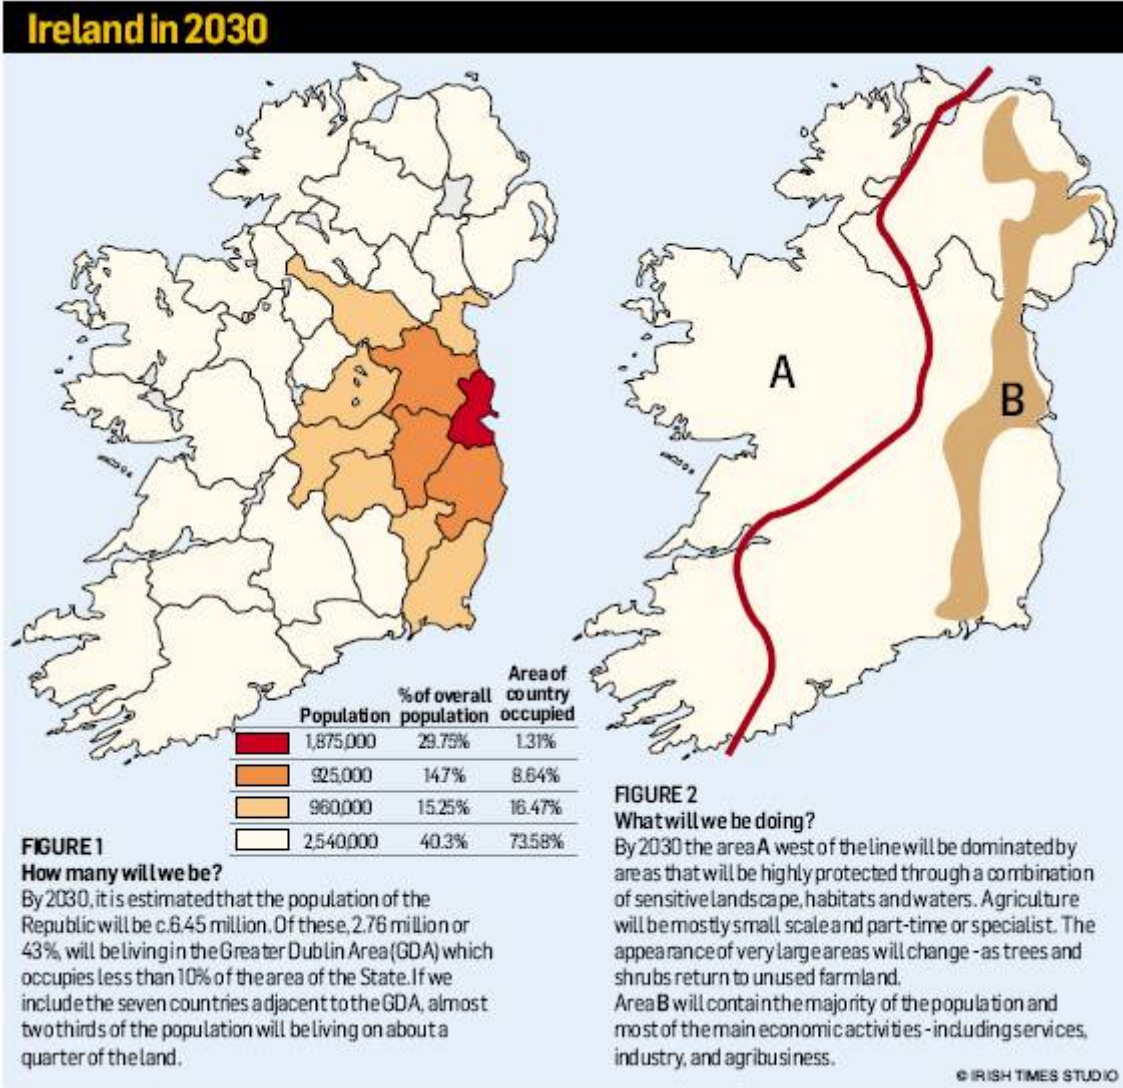 Ireland in 2030
Area of
% of overall country
Population population occupied
1,875,000 29.75% 1.31%
925,000 14.7% 8.64%
960,000 15.25% 16.47%
2,540,000 40.3% 73.58%
FIGURE 1
How many will we be?
By 2030, it is estimated that the population of the
Republic will be c.6.45 million. Of these, 2.76 million or
43%, will be living in the Greater Dublin Area (GDA) which
occupies less than 10% of the area of the State. If we
include the seven countries adjacent to the GDA, almost
two thirds of the population will be living on about a
quarter of the land.
A
B
FIGURE 2
What will we be doing?
By 2030 the area A west of the line will be dominated by
areas that will be highly protected through a combination
of sensitive landscape, habitats and waters. Agriculture
will be mostly small scale and part-time or specialist. The
appearance of very large areas will change - as trees and
shrubs return to unused farmland.
Area B will contain the majority of the population and
most of the main economic activities - including services,
industry, and agribusiness.
© IRISH TIMES STUDIO